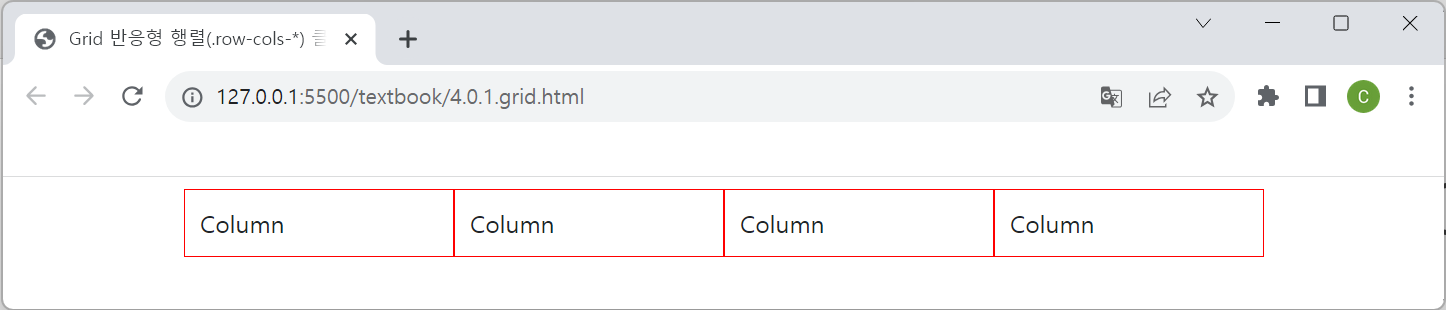 Grid 반응형 행렬(.row-cols-*) 클
127.0.0.1:5500/textbook/4.0.1.grid.html
C
Column Column Column Column